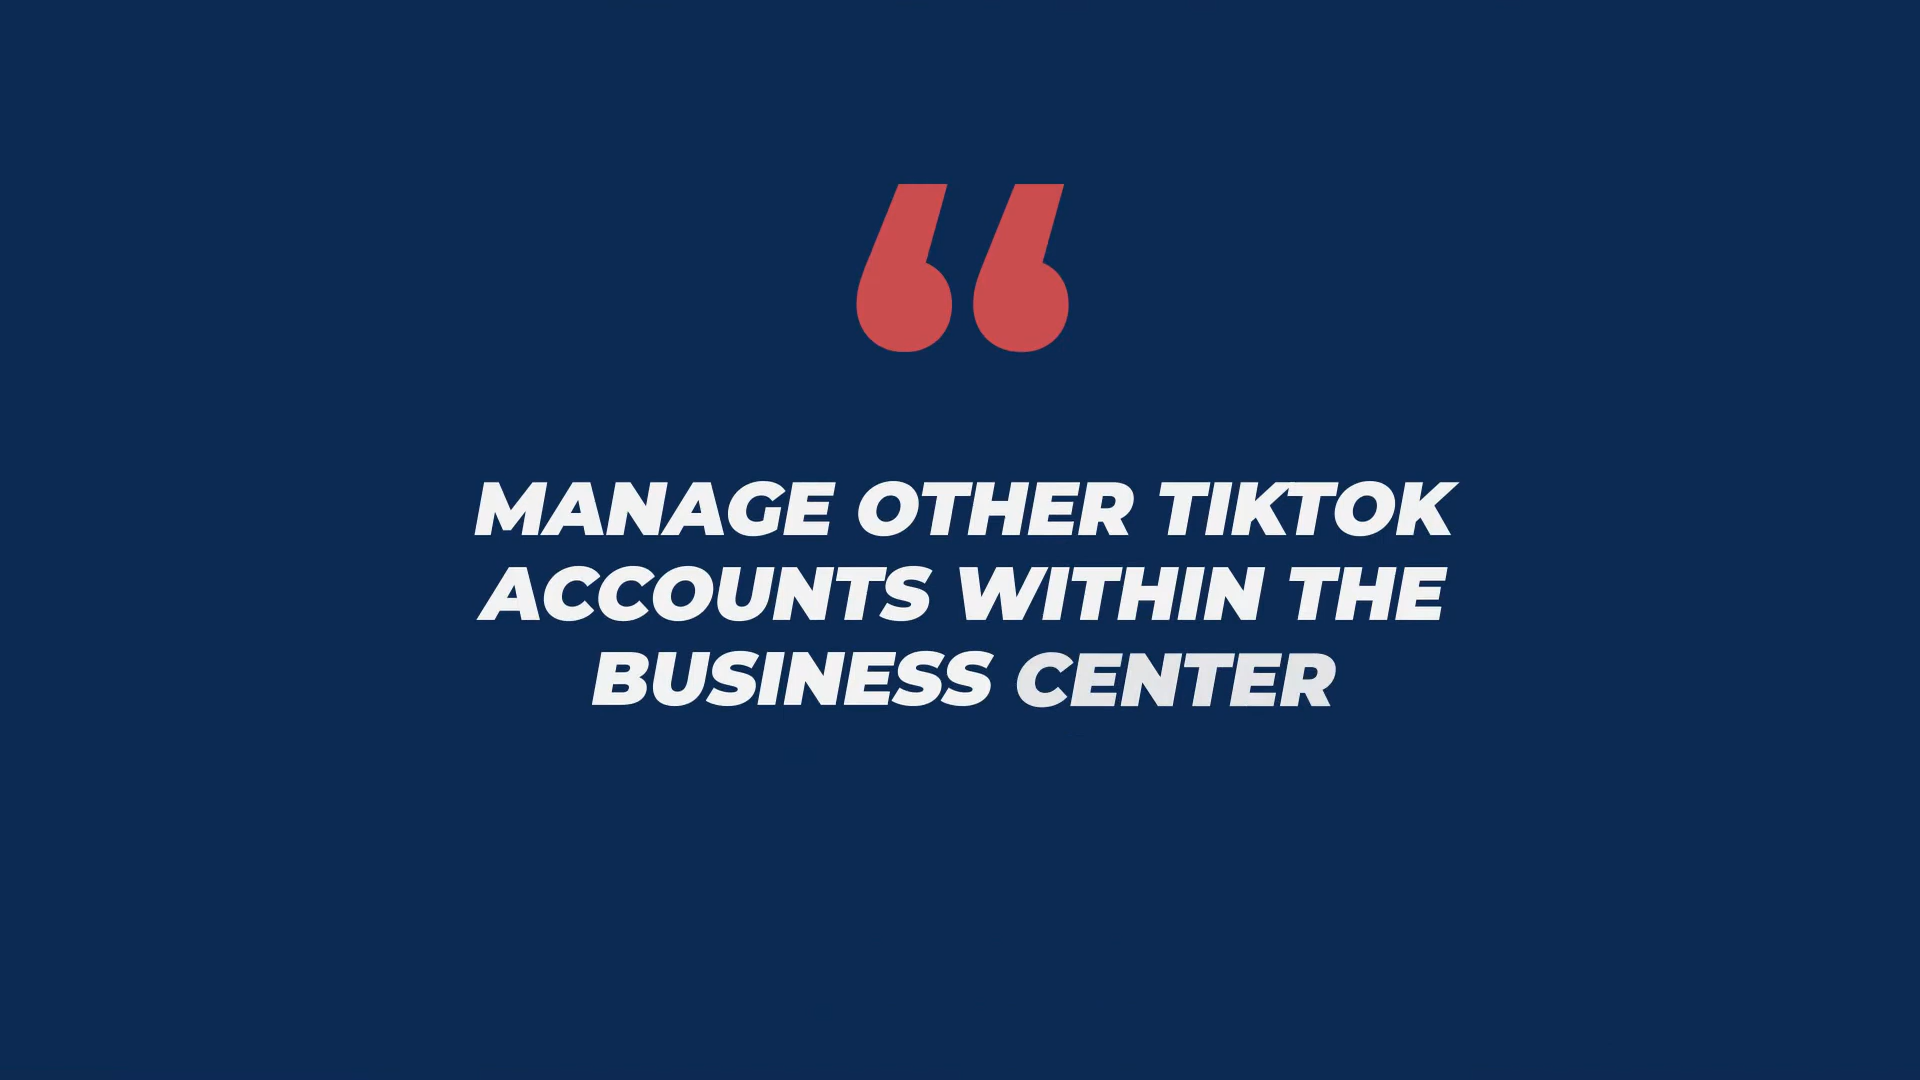 “
MANAGE OTHER TIKTOK
ACCOUNTS WITHIN THE
BUSINESS CENTER